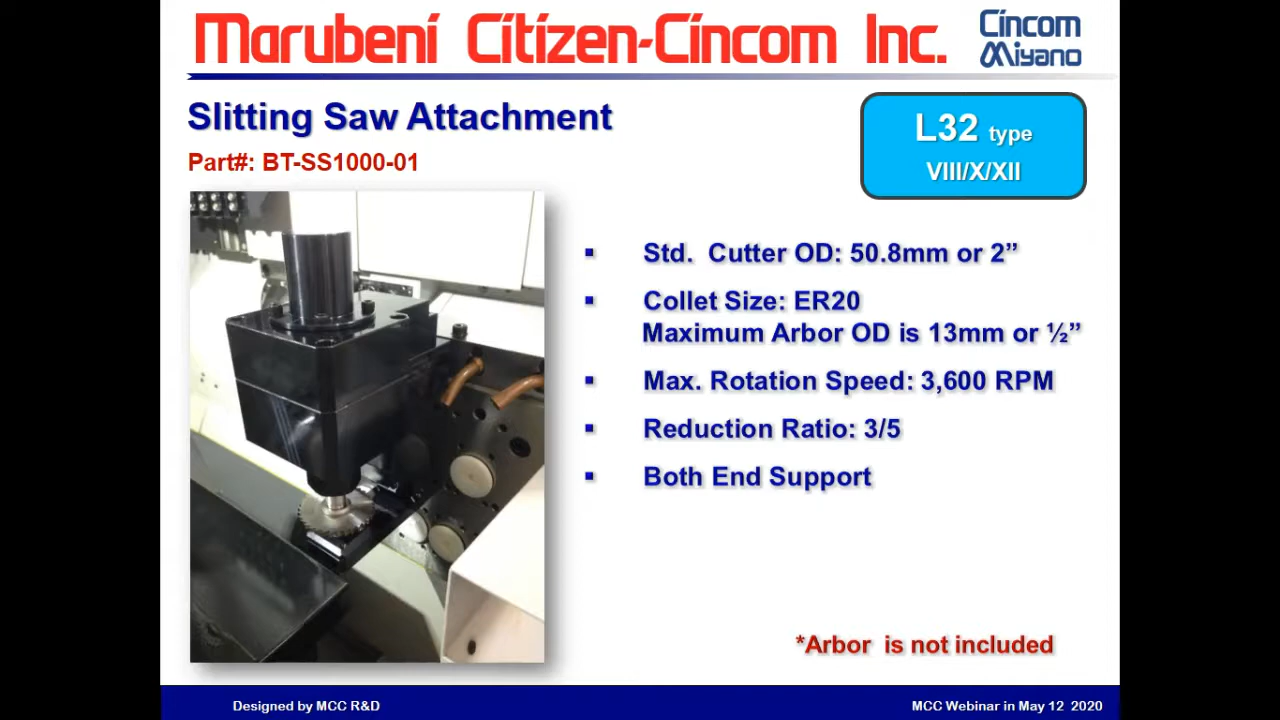 Marubeni Citizen-Cincom Inc.
Cincom
Miyano
Slitting Saw Attachment
Part#: BT-SS1000-01
L32 type
VIII/X/XII
▪ Std. Cutter OD: 50.8mm or 2”
▪ Collet Size: ER20
Maximum Arbor OD is 13mm or ½”
▪ Max. Rotation Speed: 3,600 RPM
▪ Reduction Ratio: 3/5
▪ Both End Support
*Arbor is not included
Designed by MCC R&D
MCC Webinar in May 12 2020